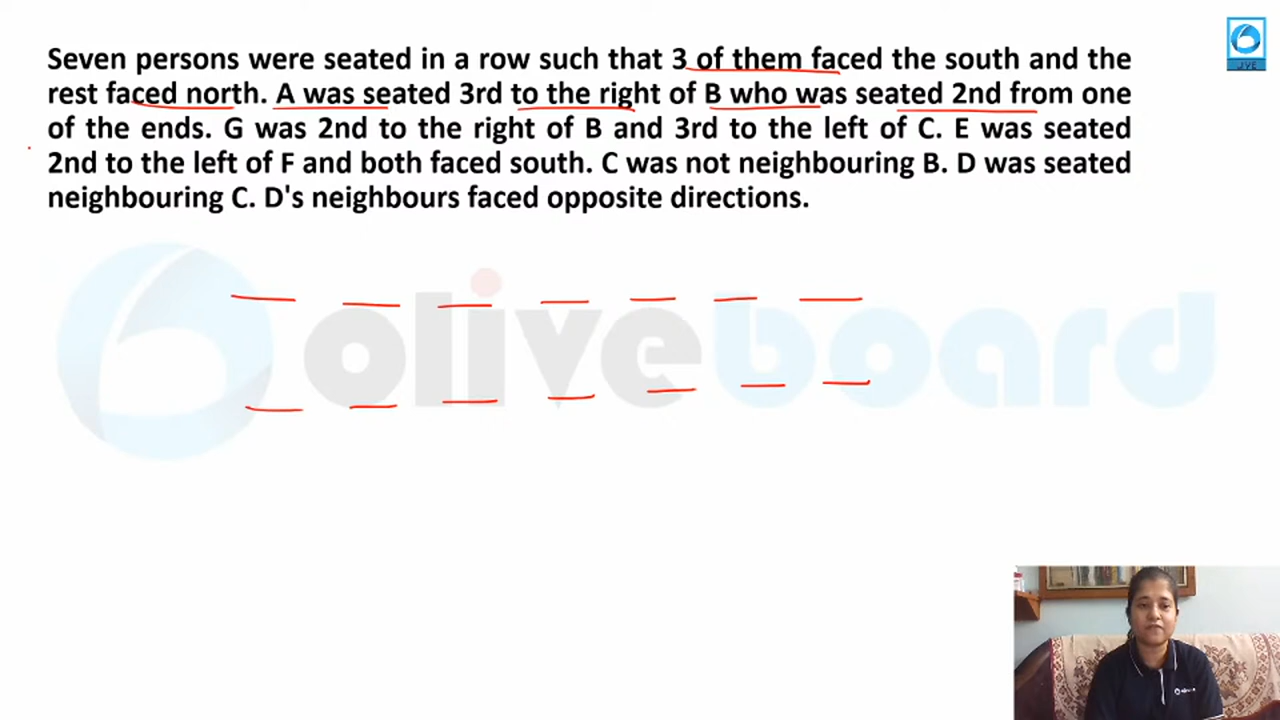 Seven persons were seated in a row such that 3 of them faced the south and the
rest faced north. A was seated 3rd to the right of B who was seated 2nd from one
of the ends. G was 2nd to the right of B and 3rd to the left of C. E was seated
2nd to the left of F and both faced south. C was not neighbouring B. D was seated
neighbouring C. D's neighbours faced opposite directions.
oliveboard
LIVE